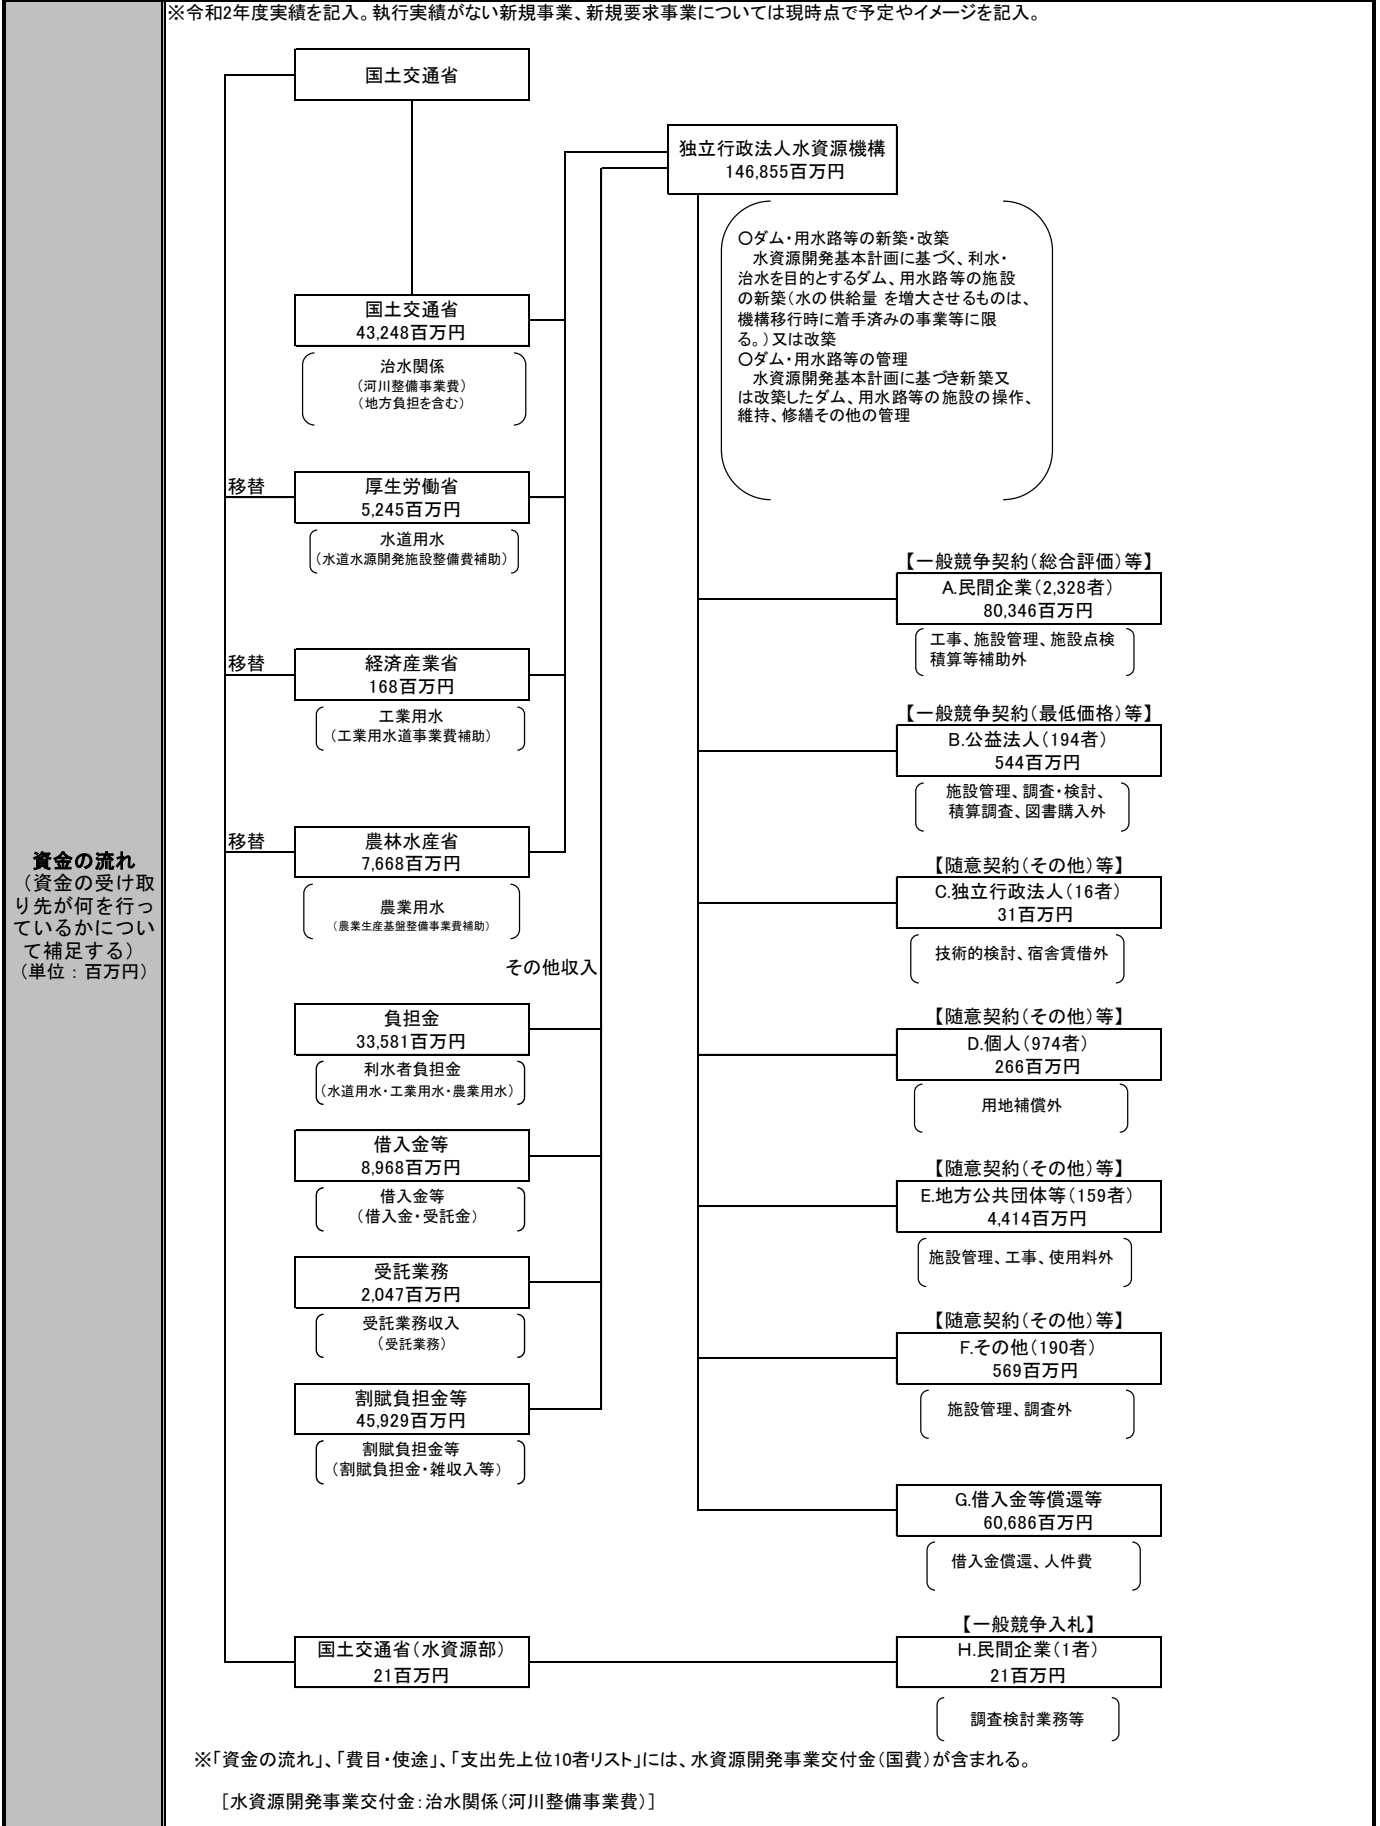 ※令和2年度実績を記入。執行実績がない新規事業、新規要求事業については現時点で予定やイメージを記入。
資金の流れ
（資金の受け取
り先が何を行っ
ているかについ
て補足する）
（単位：百万円）
国土交通省
国土交通省
43,248百万円
治水関係
（河川整備事業費）
（地方負担を含む）
移替
厚生労働省
5,245百万円
水道用水
（水道水源開発施設整備費補助）
移替
経済産業省
168百万円
工業用水
（工業用水道事業費補助）
移替
農林水産省
7,668百万円
農業用水
（農業生産基盤整備事業費補助）
その他収入
負担金
33,581百万円
利水者負担金
（水道用水・工業用水・農業用水）
借入金等
8,968百万円
借入金等
（借入金・受託金）
受託業務
2,047百万円
受託業務収入
（受託業務）
割賦負担金等
45,929百万円
割賦負担金等
（割賦負担金・雑収入等）
国土交通省（水資源部）
21百万円
独立行政法人水資源機構
146,855百万円
○ダム・用水路等の新築・改築
水資源開発基本計画に基づく、利水・
治水を目的とするダム、用水路等の施設
の新築（水の供給量 を増大させるものは、
機構移行時に着手済みの事業等に限
る。）又は改築
○ダム・用水路等の管理
水資源開発基本計画に基づき新築又
は改築したダム、用水路等の施設の操作、
維持、修繕その他の管理
【一般競争契約（総合評価）等】
A.民間企業（2,328者）
80,346百万円
工事、施設管理、施設点検
積算等補助外
【一般競争契約（最低価格）等】
B.公益法人（194者）
544百万円
施設管理、調査・検討、
積算調査、図書購入外
【随意契約（その他）等】
C.独立行政法人（16者）
31百万円
技術的検討、宿舎賃借外
【随意契約（その他）等】
D.個人（974者）
266百万円
用地補償外
【随意契約（その他）等】
E.地方公共団体等（159者）
4,414百万円
施設管理、工事、使用料外
【随意契約（その他）等】
F.その他（190者）
569百万円
施設管理、調査外
G.借入金等償還等
60,686百万円
借入金償還、人件費
【一般競争入札】
H.民間企業（1者）
21百万円
調査検討業務等
※「資金の流れ」、「費目・使途」、「支出先上位10者リスト」には、水資源開発事業交付金（国費）が含まれる。
［水資源開発事業交付金：治水関係（河川整備事業費）］